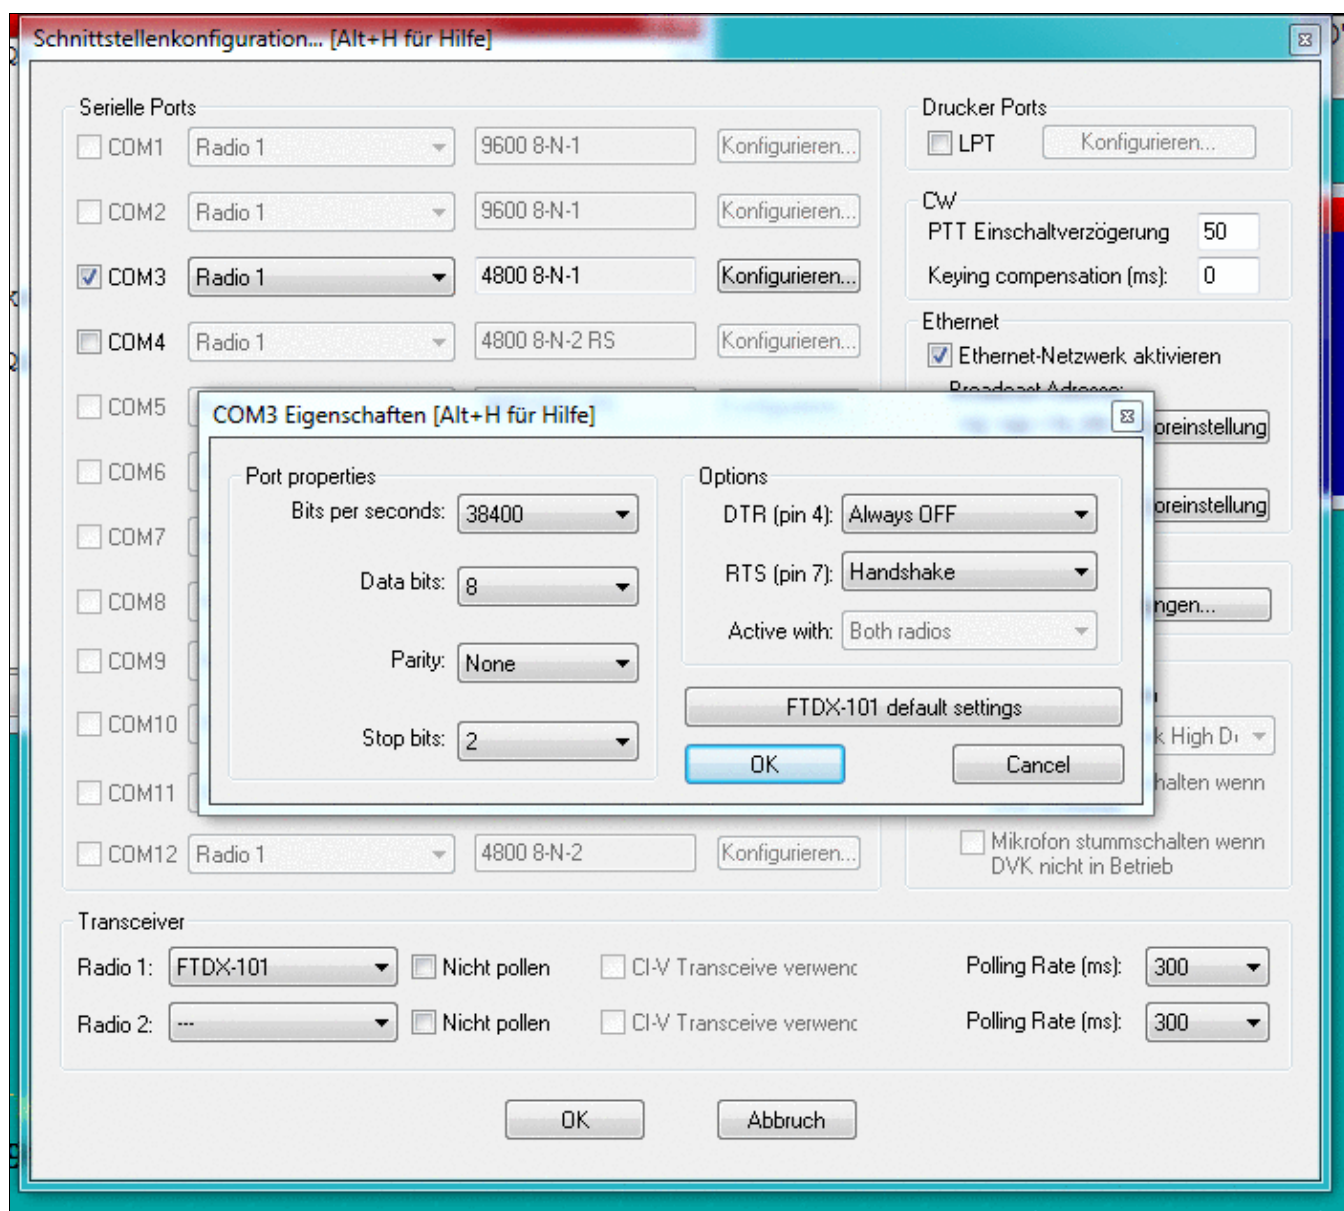 Schnittstellenkonfiguration... [Alt+H für Hilfe]
Serielle Ports
COM1 Radio 1 9600 8-N-1 Konfigurieren...
COM2 Radio 1 9600 8-N-1 Konfigurieren...
COM3 Radio 1 4800 8-N-1 Konfigurieren...
COM4 Radio 1 4800 8-N-2 RS Konfigurieren...
COM5
COM6
COM7
COM8
COM9
COM10
COM11
COM12 Radio 1 4800 8-N-2 Konfigurieren...
Drucker Ports
LPT Konfigurieren...
CW
PTT Einschaltverzögerung 50
Keying compensation (ms): 0
Ethernet
Ethernet-Netzwerk aktivieren
Broadcast Adresse:
oreinstellung
oreinstellung
ngen...
k High D
halten wenn
Mikrofon stummschalten wenn
DVK nicht in Betrieb
COM3 Eigenschaften [Alt+H für Hilfe]
Port properties
Bits per seconds: 38400
Data bits: 8
Parity: None
Stop bits: 2
Options
DTR (pin 4): Always OFF
RTS (pin 7): Handshake
Active with: Both radios
FTDX-101 default settings
OK Cancel
Transceiver
Radio 1: FTDX-101 Nicht pollen CI-V Transceive verwenc Polling Rate (ms): 300
Radio 2: --- Nicht pollen CI-V Transceive verwenc Polling Rate (ms): 300
OK Abbruch